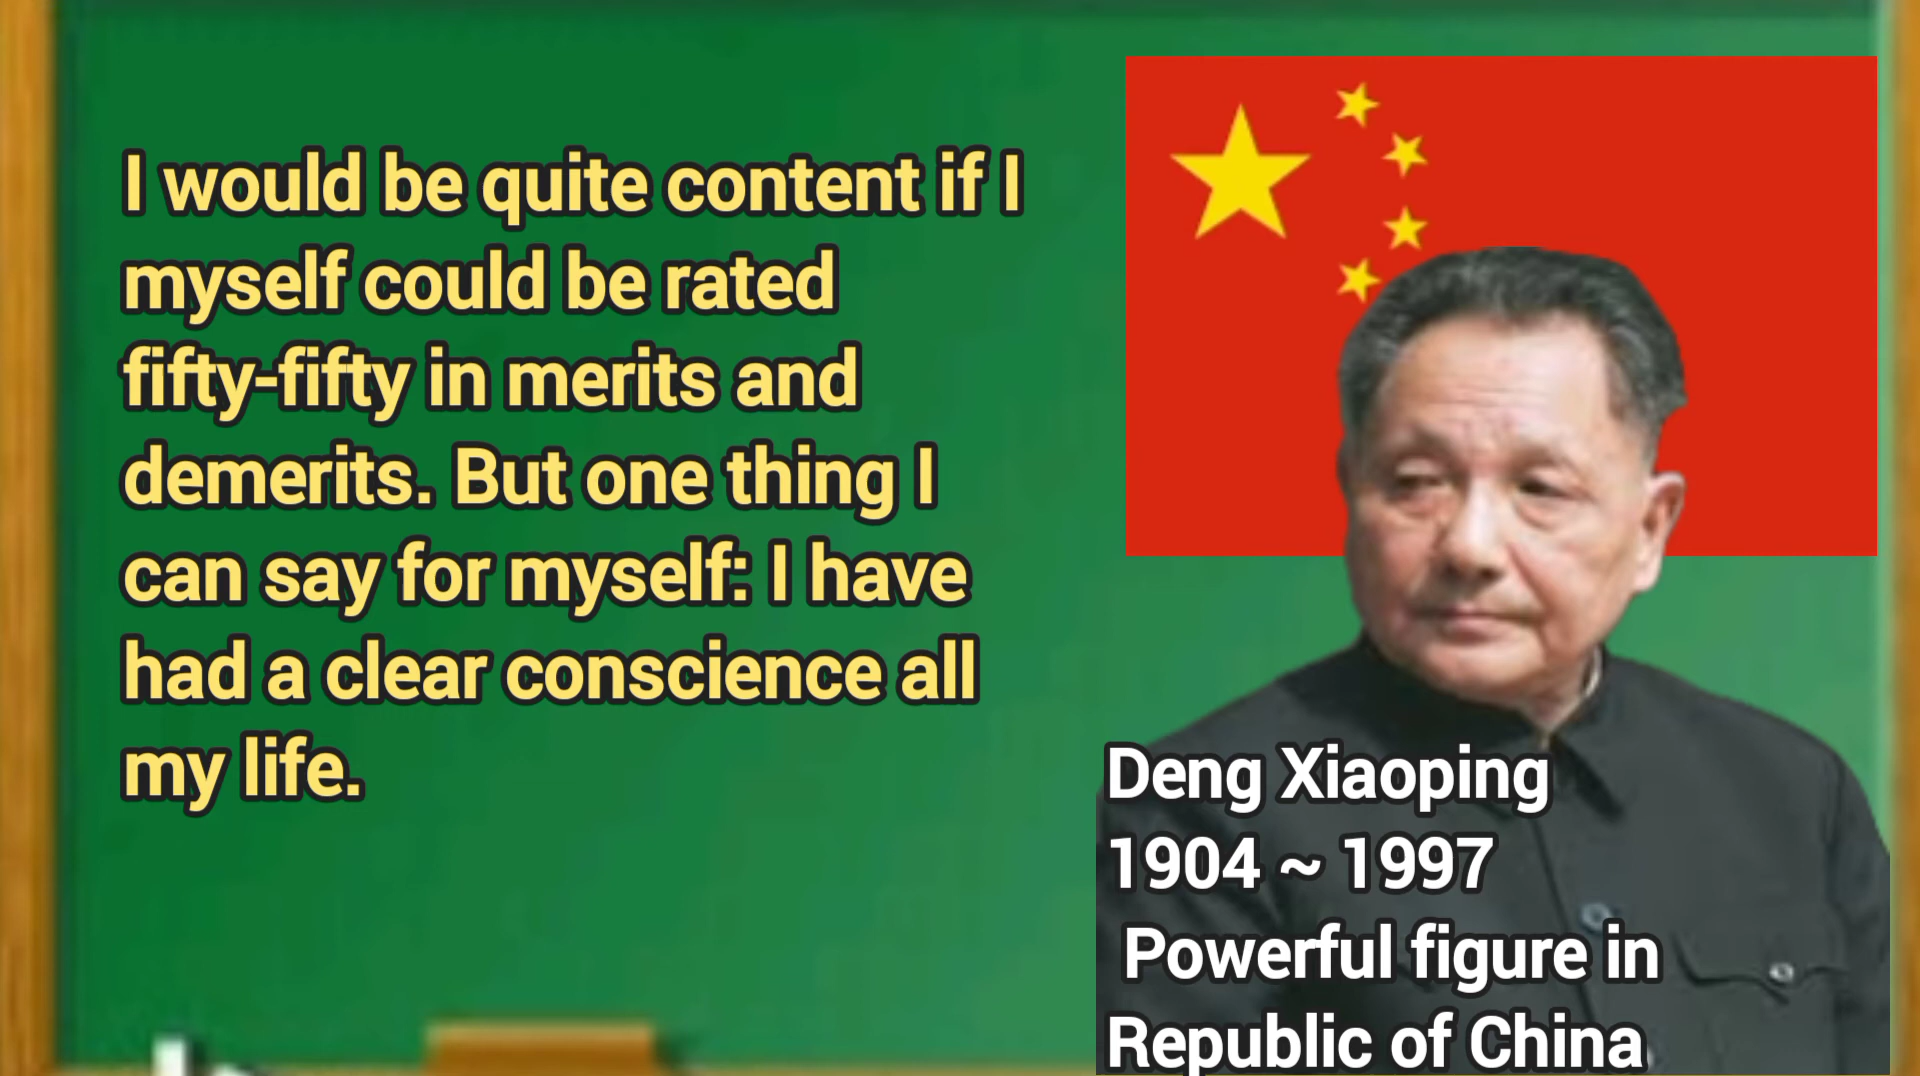 I would be quite content if I
myself could be rated
fifty-fifty in merits and
demerits. But one thing I
can say for myself: I have
had a clear conscience all
my life.
Deng Xiaoping
1904 ~ 1997
Powerful figure in
Republic of China